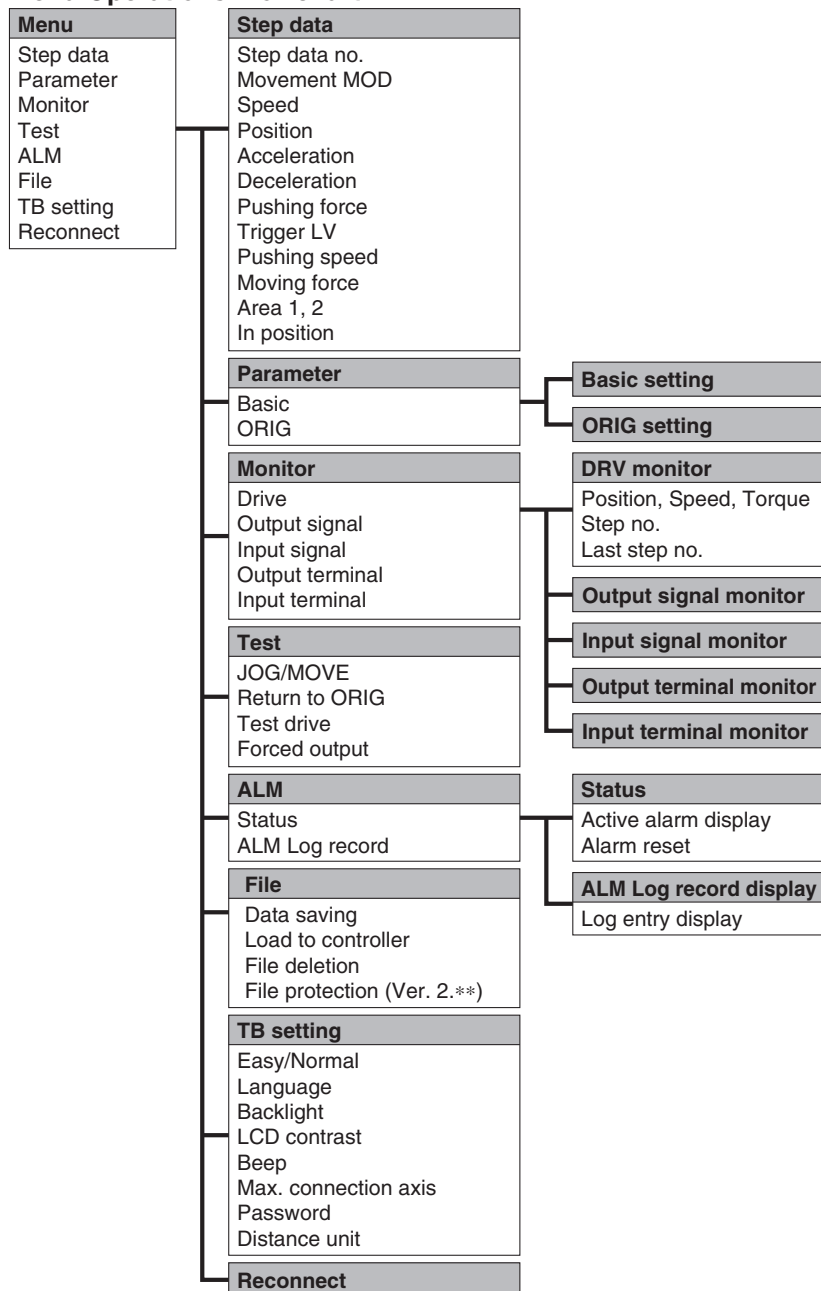 Menu
Step data
Parameter
Monitor
Test
ALM
File
TB setting
Reconnect
Step data
Step data no.
Movement MOD
Speed
Position
Acceleration
Deceleration
Pushing force
Trigger LV
Pushing speed
Moving force
Area 1, 2
In position
Parameter
Basic
ORIG
Basic setting
ORIG setting
Monitor
Drive
Output signal
Input signal
Output terminal
Input terminal
DRV monitor
Position, Speed, Torque
Step no.
Last step no.
Output signal monitor
Input signal monitor
Output terminal monitor
Input terminal monitor
Test
JOG/MOVE
Return to ORIG
Test drive
Forced output
ALM
Status
ALM Log record
Status
Active alarm display
Alarm reset
ALM Log record display
Log entry display
File
Data saving
Load to controller
File deletion
File protection (Ver. 2.**)
TB setting
Easy/Normal
Language
Backlight
LCD contrast
Beep
Max. connection axis
Password
Distance unit
Reconnect